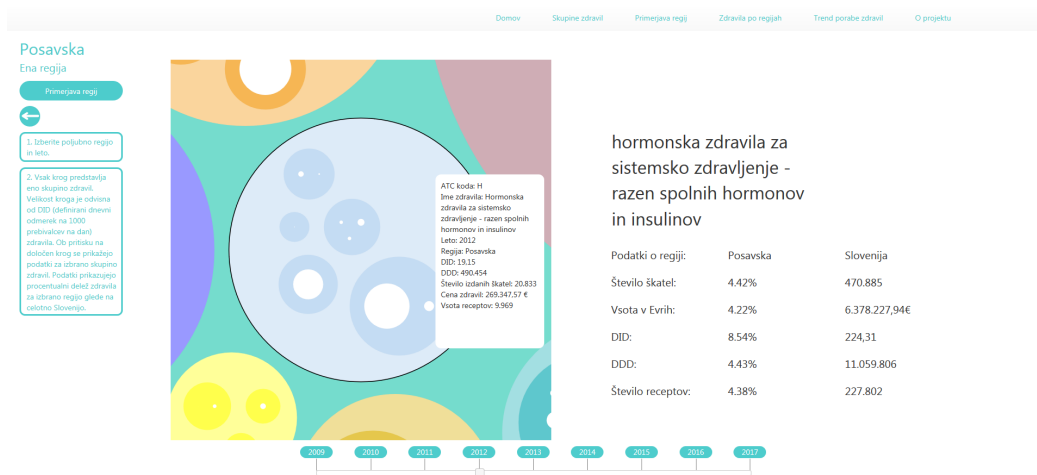 Domov Skupine zdravil Primerjava regij Zdravila po regijah Trend porabe zdravil O projektu
Posavska
Ena regija
Primerjava regij
1. Izberite poljubno regijo
in leto.
2. Vsak krog predstavlja
eno skupino zdravil.
Velikost kroga je odvisna
od DID (definirani dnevni
odmerek na 1000
prebivalcev na dan)
zdravila. Ob pritisku na
določen krog se prikažejo
podatki za izbrano skupino
zdravil. Podatki prikazujejo
procentualni delež zdravila
za izbrano regijo glede na
celotno Slovenijo.
ATC koda: H
Ime zdravila: Hormonska
zdravila za sistemsko
zdravljenje - razen spolnih
hormonov in insulinov
Leto: 2012
Regija: Posavska
DID: 19.15
DDD: 490.454
Število izdanih škatel: 20.833
Cena zdravil: 269.347,57 €
Vsota receptov: 9.969
hormonska zdravila za
sistemsko zdravljenje -
razen spolnih hormonov
in insulinov
Podatki o regiji: Posavska Slovenija
Število škatel: 4.42% 470.885
Vsota v Evrih: 4.22% 6.378.227,94€
DID: 8.54% 224,31
DDD: 4.43% 11.059.806
Število receptov: 4.38% 227.802
2009 2010 2011 2012 2013 2014 2015 2016 2017